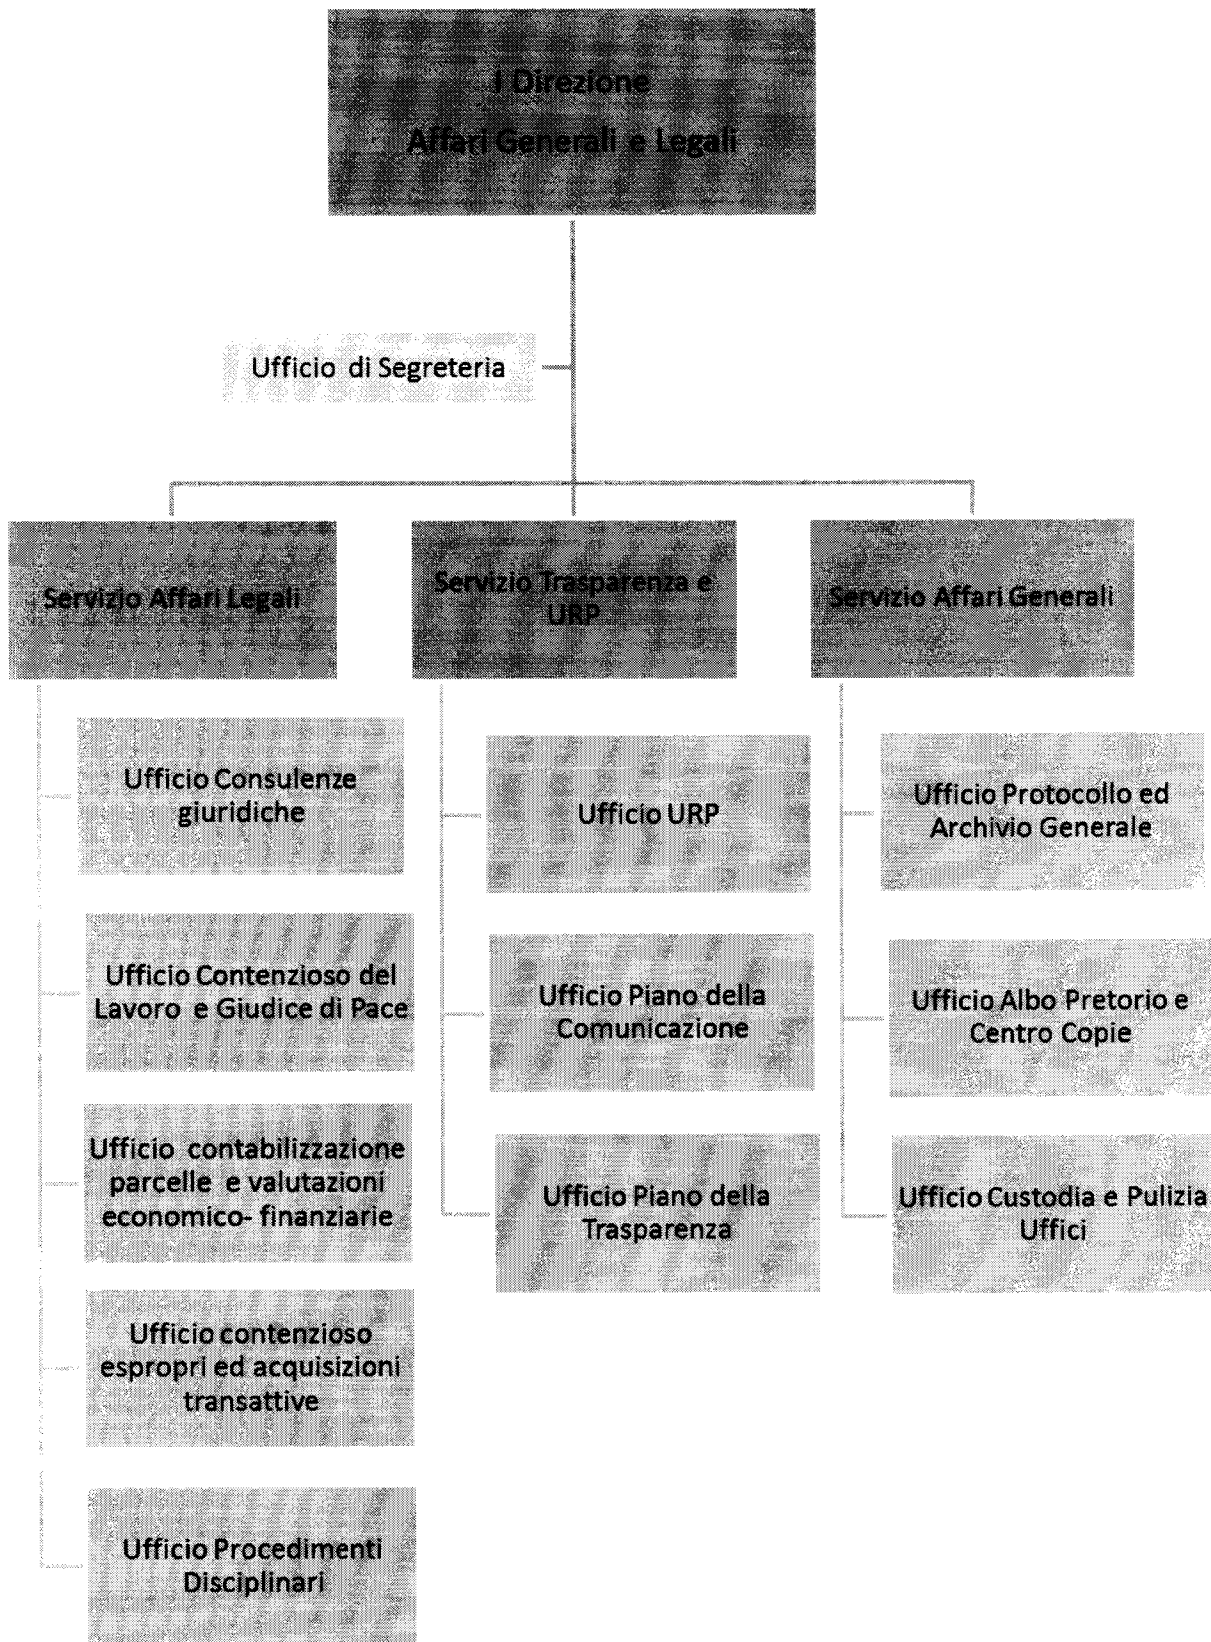 I Direzione
Affari Generali e Legali
Ufficio di Segreteria
Servizio Affari Legali
Servizio Trasparenza e
URP
Servizio Affari Generali
Ufficio Consulenze
giuridiche
Ufficio Contenzioso del
Lavoro e Giudice di Pace
Ufficio contabilizzazione
parcelle e valutazioni
economico- finanziarie
Ufficio contenzioso
espropri ed acquisizioni
transattive
Ufficio Procedimenti
Disciplinari
Ufficio URP
Ufficio Piano della
Comunicazione
Ufficio Piano della
Trasparenza
Ufficio Protocollo ed
Archivio Generale
Ufficio Albo Pretorio e
Centro Copie
Ufficio Custodia e Pulizia
Uffici